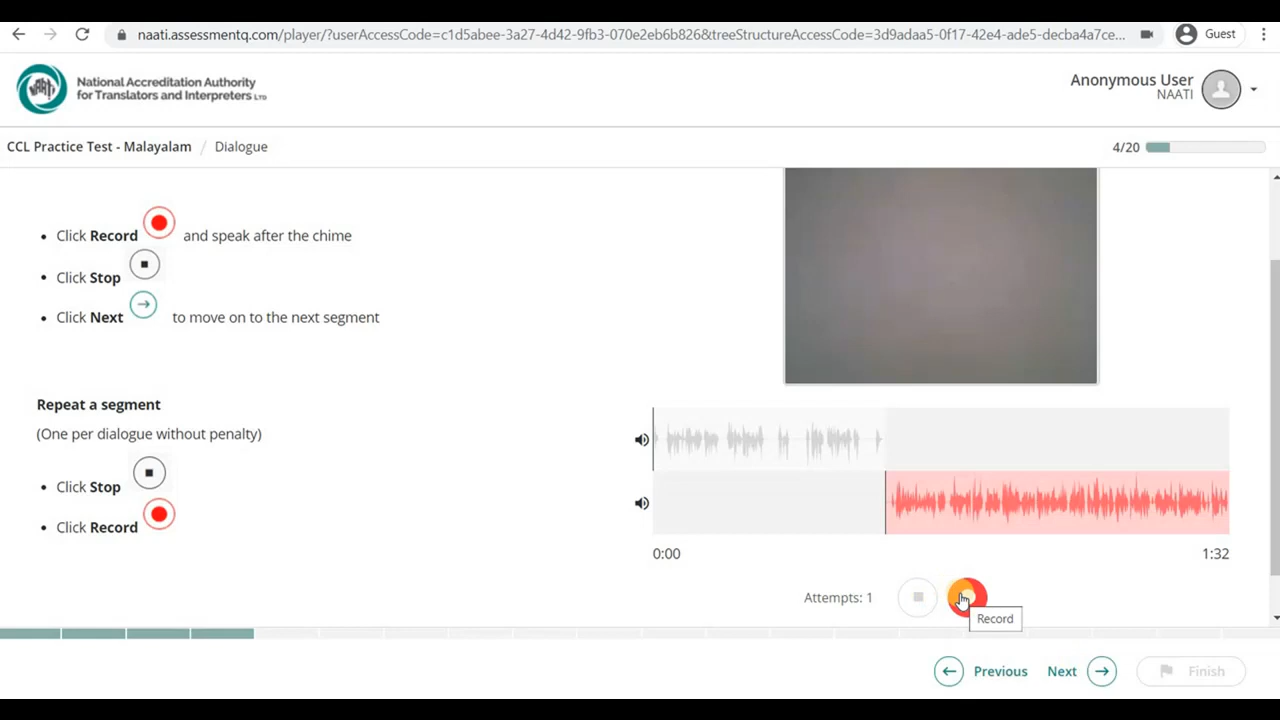 naati.assessmentq.com/player/?userAccessCode=c1d5abee-3a27-4d42-9fb3-070e2eb6b826&treeStructureAccessCode=3d9adaa5-0f17-42e4-ade5-decba4a7ce...
Guest
National Accreditation Authority
for Translators and Interpreters LTD
Anonymous User
NAATI
CCL Practice Test - Malayalam / Dialogue
4/20
Click Record and speak after the chime
Click Stop
Click Next to move on to the next segment
Repeat a segment
(One per dialogue without penalty)
Click Stop
Click Record
0:00
1:32
Attempts: 1
Record
Previous
Next
Finish